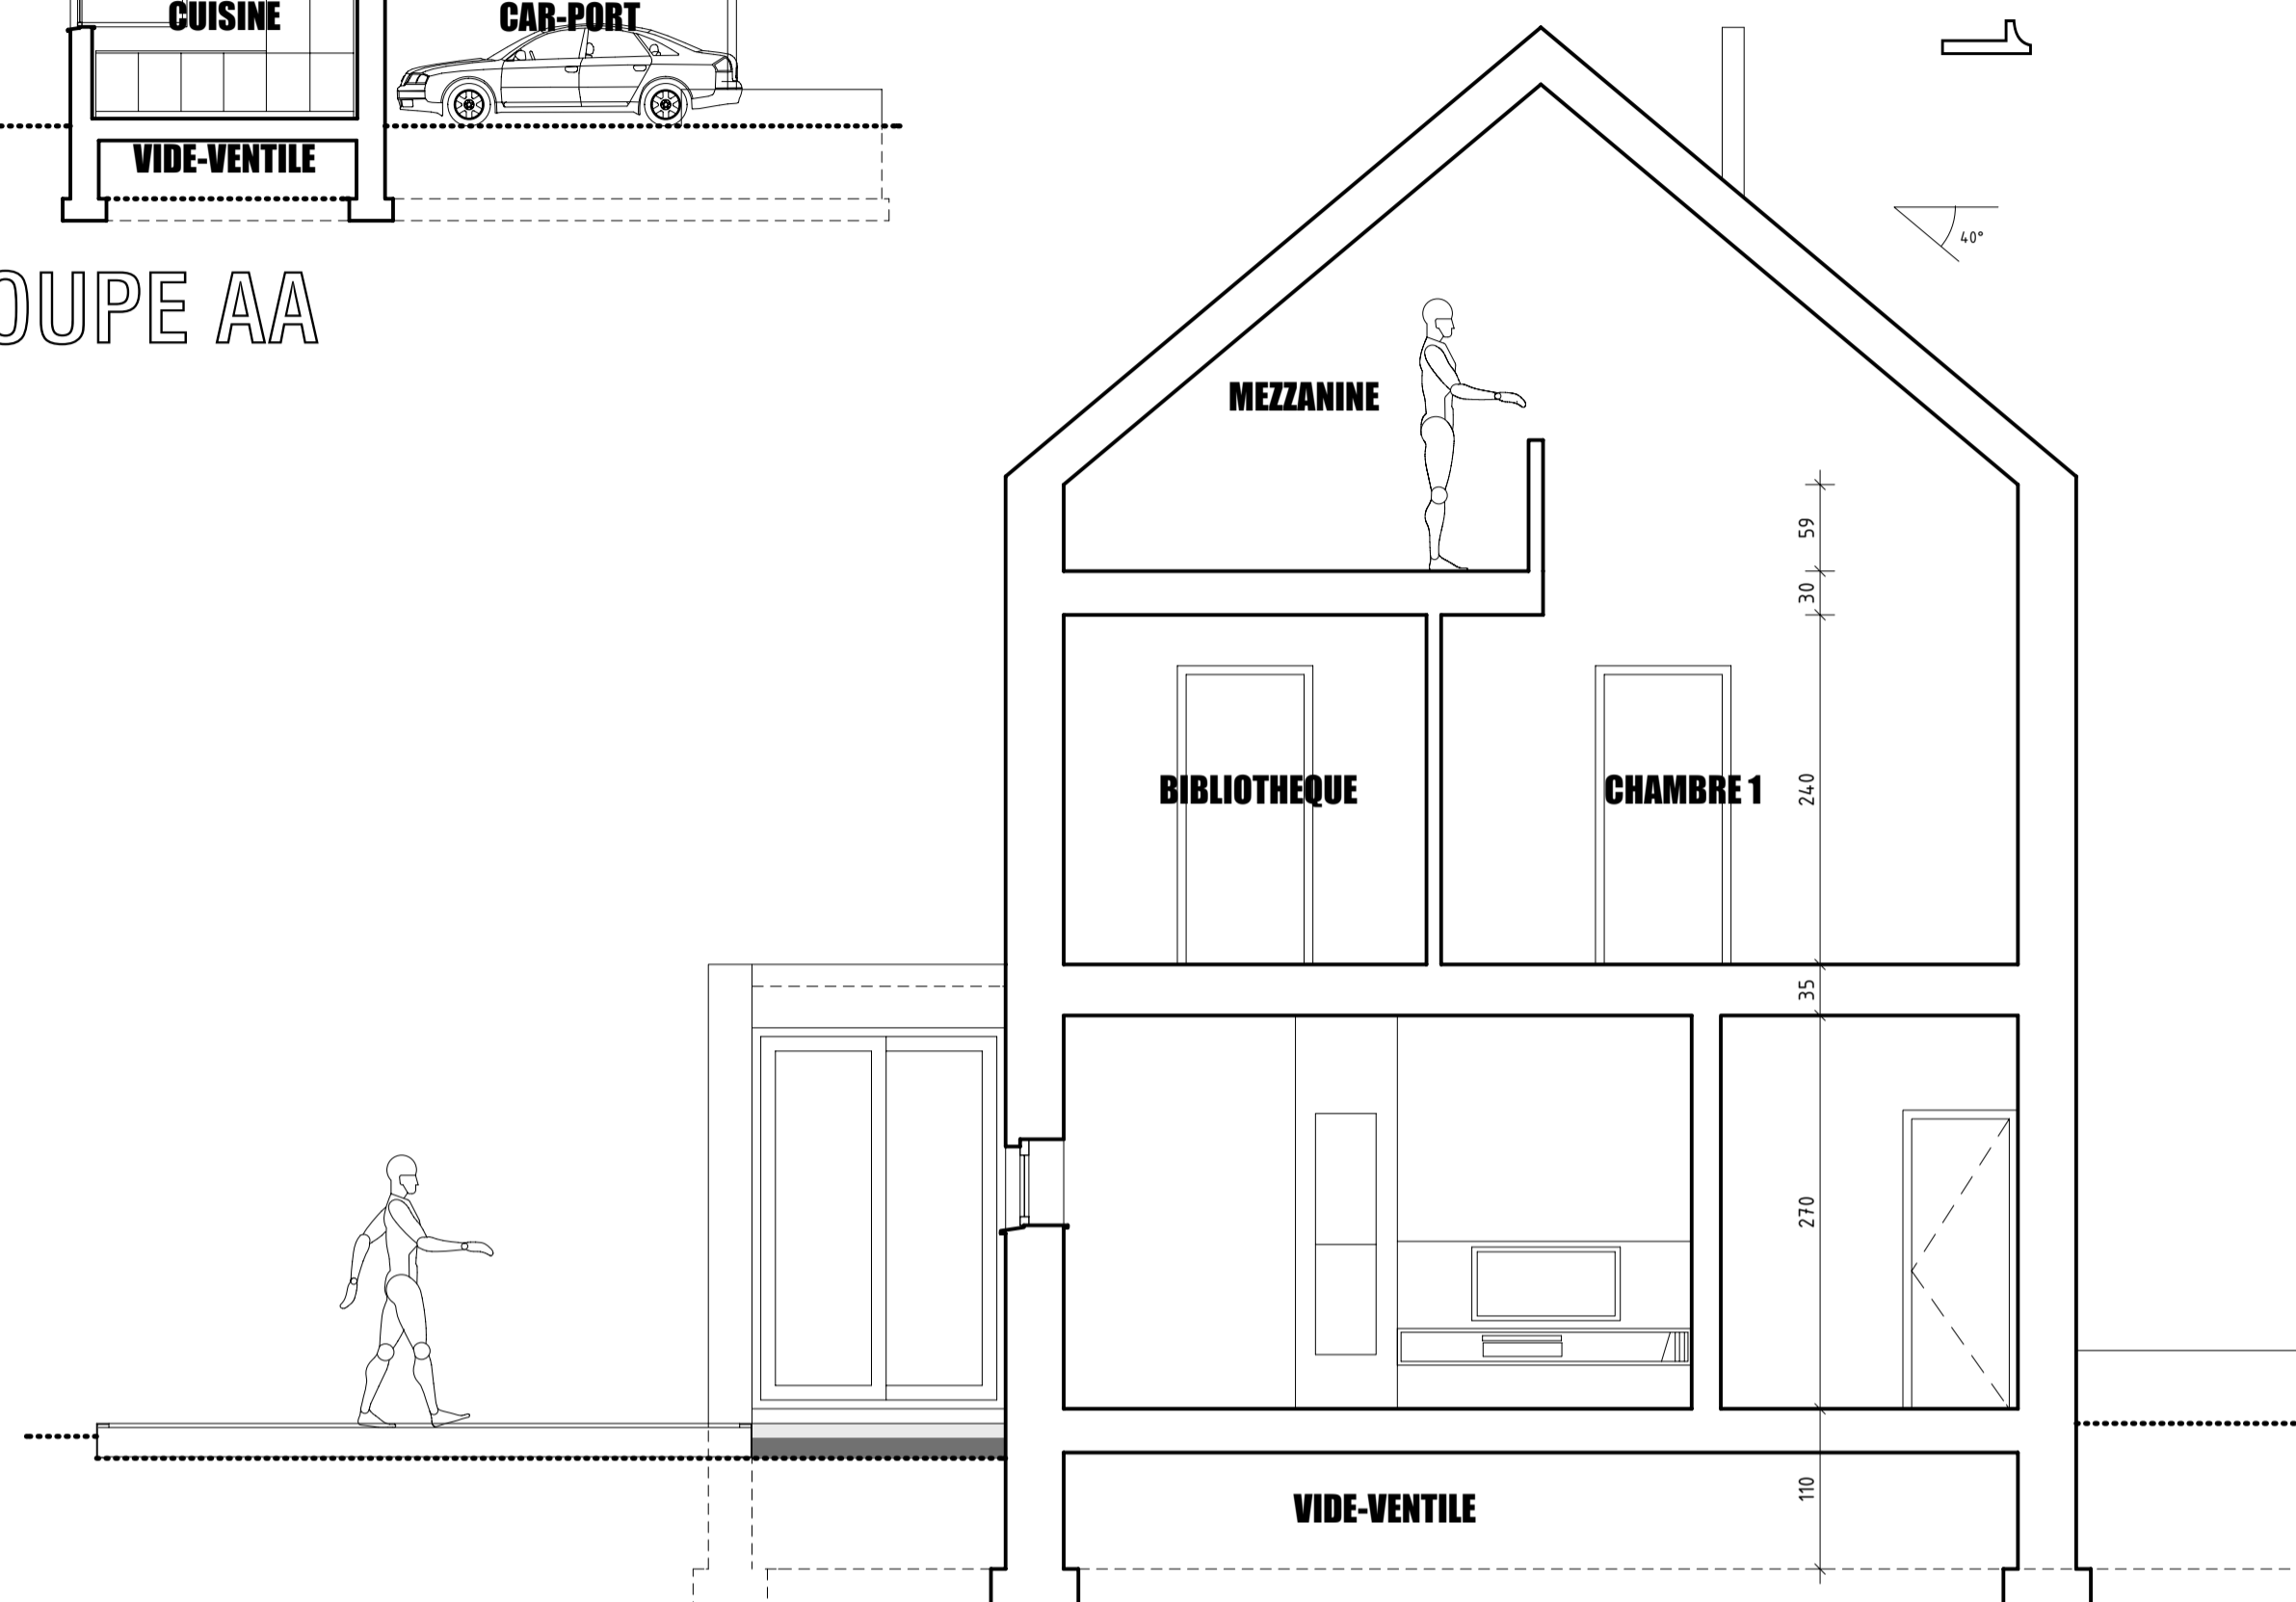 CUISINE
CAR-PORT
VIDE-VENTILE
OUPE AA
40°
MEZZANINE
59
30
BIBLIOTHEQUE
CHAMBRE 1
240
35
270
VIDE-VENTILE
110